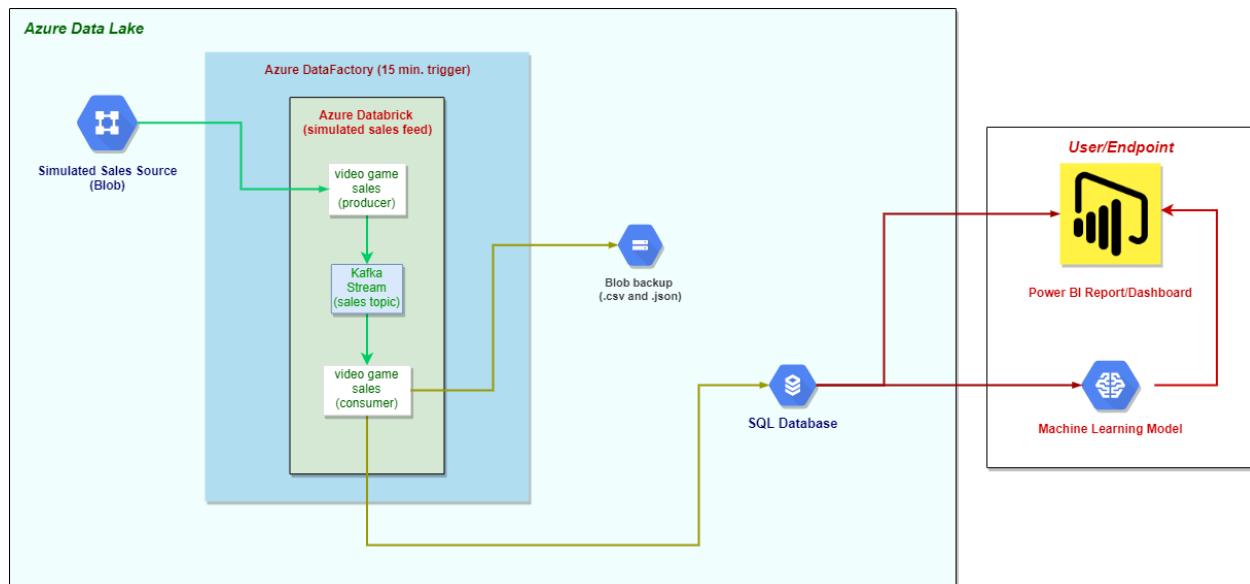 Azure Data Lake
Azure DataFactory (15 min. trigger)
Azure Databrick
(simulated sales feed)
Simulated Sales Source
(Blob)
video game
sales
(producer)
Kafka
Stream
(sales topic)
video game
sales
(consumer)
Blob backup
(.csv and .json)
SQL Database
User/Endpoint
Power BI Report/Dashboard
Machine Learning Model